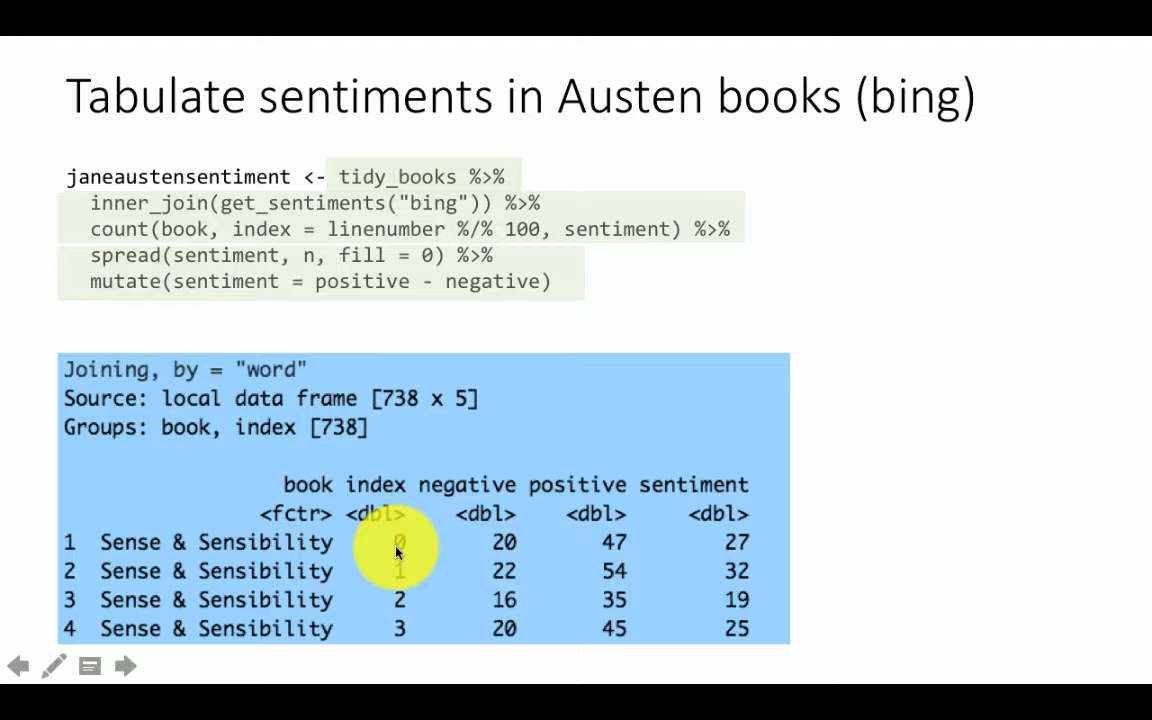 Tabulate sentiments in Austen books (bing)
janeaustensentiment <- tidy_books %>%
inner_join(get_sentiments("bing")) %>%
count(book, index = linenumber %/% 100, sentiment) %>%
spread(sentiment, n, fill = 0) %>%
mutate(sentiment = positive - negative)
Joining, by = "word"
Source: local data frame [738 x 5]
Groups: book, index [738]
book index negative positive sentiment
<fctr> <dbl> <dbl> <dbl> <dbl>
1 Sense & Sensibility 0 20 47 27
2 Sense & Sensibility 1 22 54 32
3 Sense & Sensibility 2 16 35 19
4 Sense & Sensibility 3 20 45 25